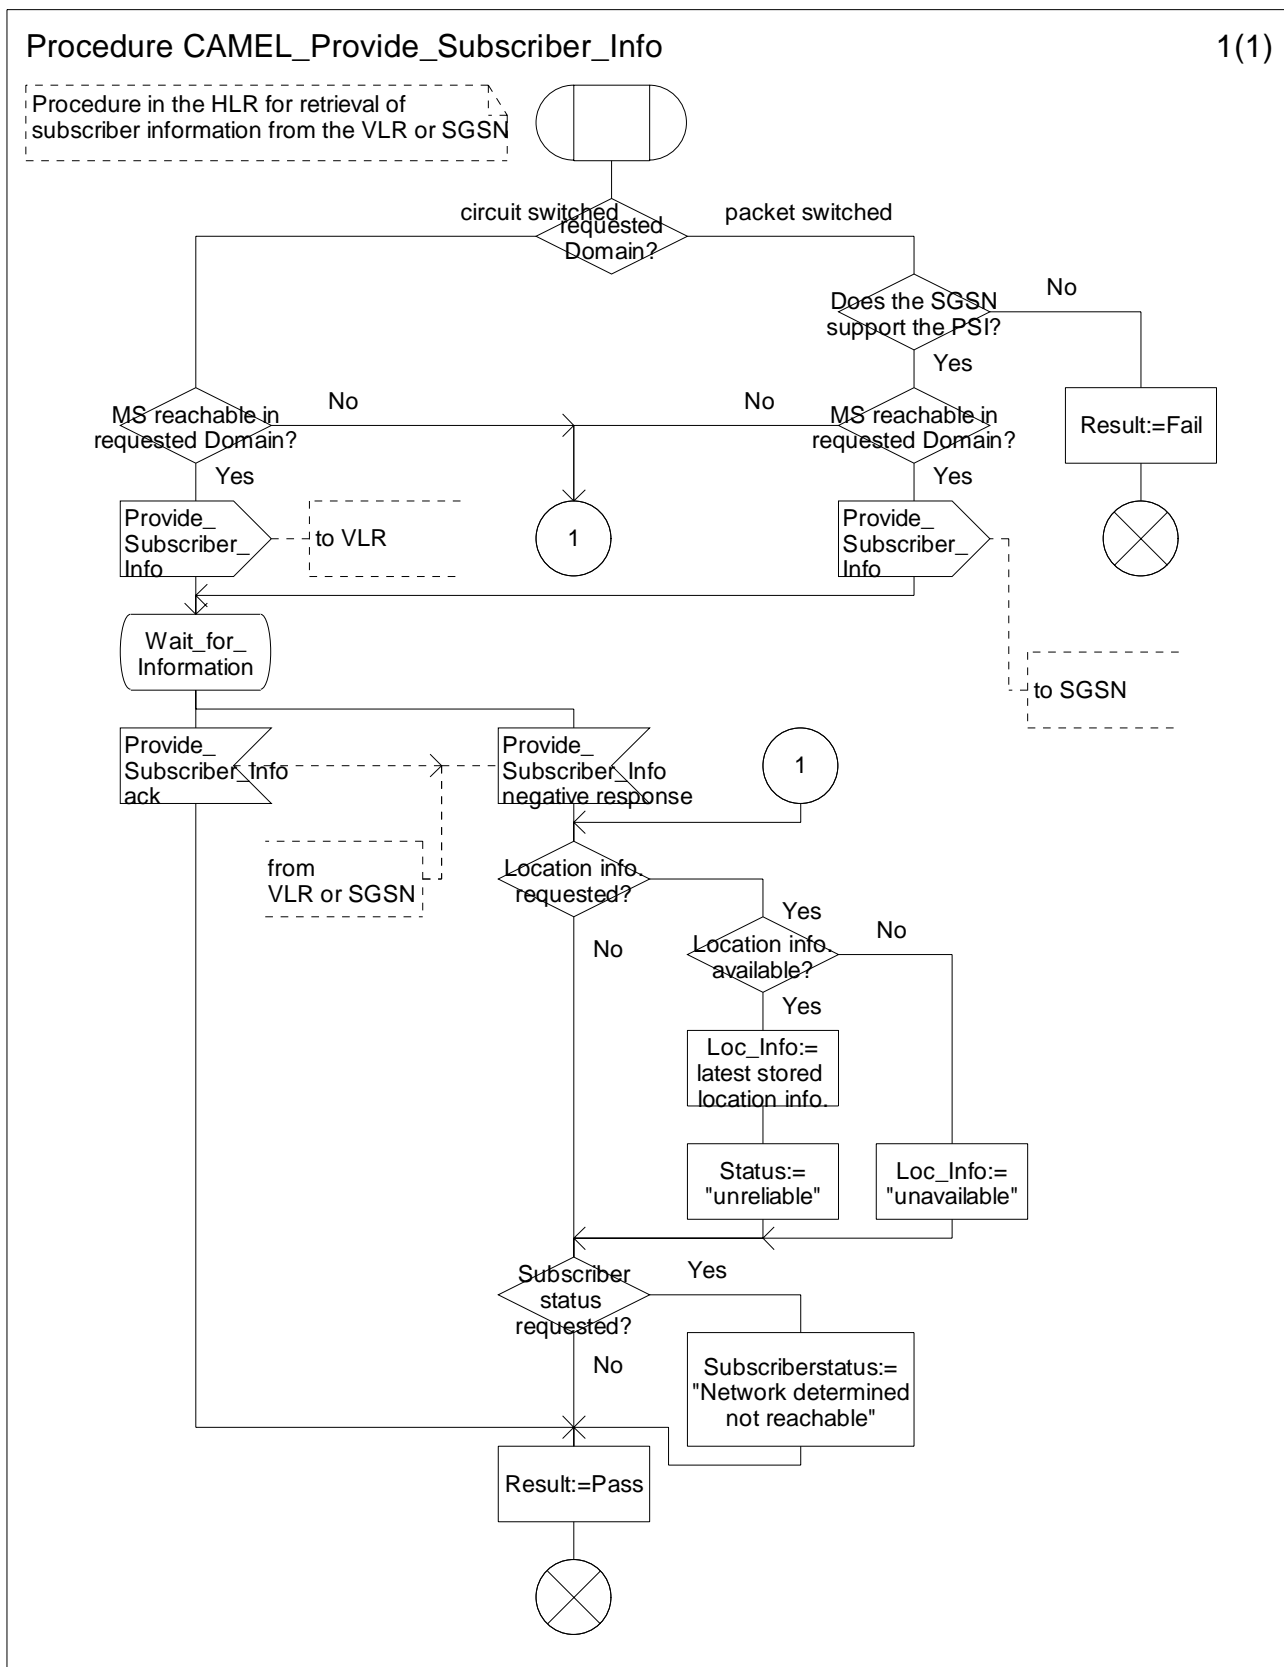 Procedure CAMEL_Provide_Subscriber_Info
1(1)
Procedure in the HLR for retrieval of
subscriber information from the VLR or SGSN
circuit switched
requested
Domain?
packet switched
Does the SGSN
support the PSI?
No
Yes
MS reachable in
requested Domain?
No
No
MS reachable in
requested Domain?
Result:=Fail
Yes
Yes
Provide_
Subscriber_
Info
to VLR
1
Provide_
Subscriber_
Info
Wait_for_
Information
to SGSN
Provide_
Subscriber_Info
ack
Provide_
Subscriber_Info
negative response
1
from
VLR or SGSN
Location info.
requested?
Yes
No
Location info.
available?
No
Yes
Loc_Info:=
latest stored
location info.
Status:=
"unreliable"
Loc_Info:=
"unavailable"
Subscriber
status
requested?
Yes
No
Subscriberstatus:=
"Network determined
not reachable"
Result:=Pass